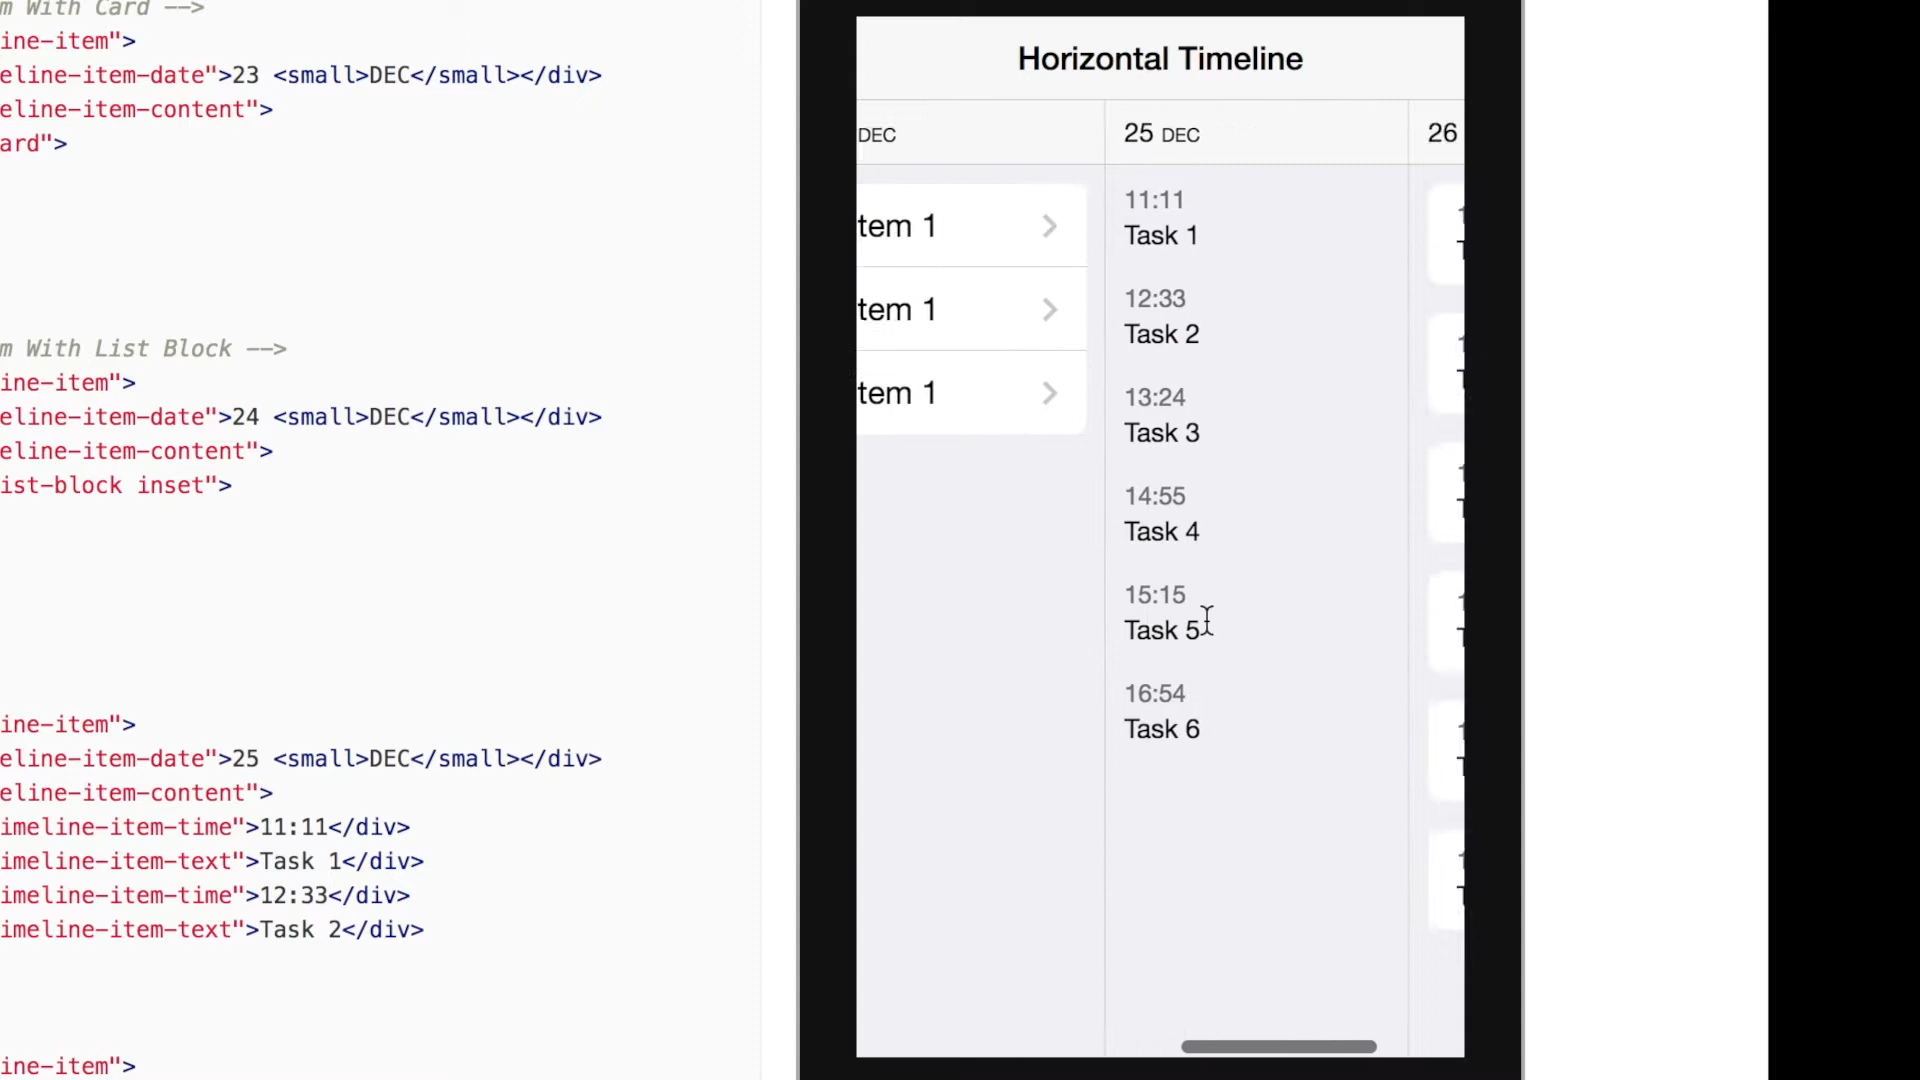 m With Card -->
ine-item">
eline-item-date">23 <small>DEC</small></div>
eline-item-content">
ard">
m With List Block -->
ine-item">
eline-item-date">24 <small>DEC</small></div>
eline-item-content">
ist-block inset">
ine-item">
eline-item-date">25 <small>DEC</small></div>
eline-item-content">
imeline-item-time">11:11</div>
imeline-item-text">Task 1</div>
imeline-item-time">12:33</div>
imeline-item-text">Task 2</div>
ine-item">
Horizontal Timeline
DEC
tem 1
tem 1
tem 1
25 DEC
11:11
Task 1
12:33
Task 2
13:24
Task 3
14:55
Task 4
15:15
Task 5
16:54
Task 6
26